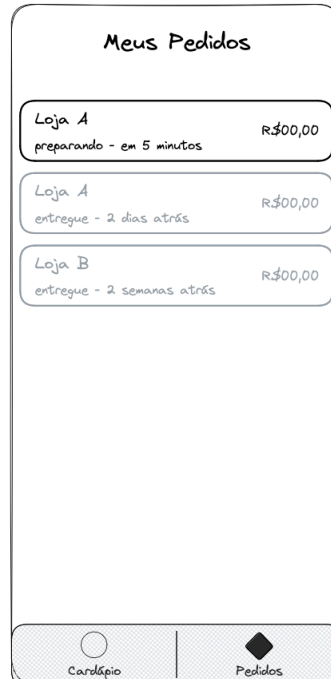 Meus Pedidos
Loja A
R$00,00
preparando - em 5 minutos
Loja A
R$00,00
entregue - 2 dias atrás
Loja B
R$00,00
entregue - 2 semanas atrás
Cardápio
Pedidos